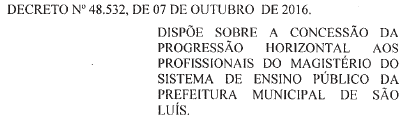 DECRETO Nº 48.532, DE 07 DE OUTUBRO DE 2016.
DISPÕE SOBRE A CONCESSÃO DA
PROGRESSÃO HORIZONTAL AOS
PROFISSIONAIS DO MAGISTÉRIO DO
SISTEMA DE ENSINO PÚBLICO DA
PREFEITURA MUNICIPAL DE SÃO
LUÍS.